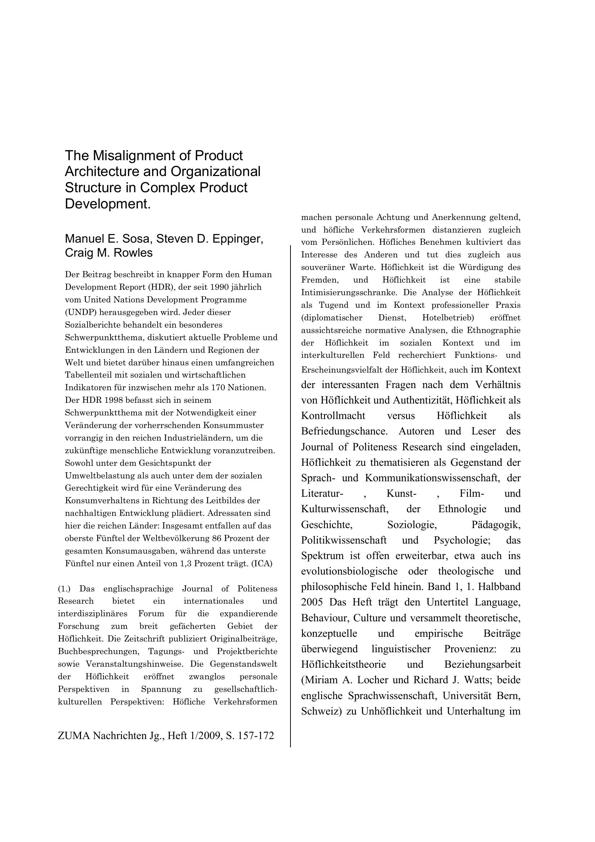 The Misalignment of Product
Architecture and Organizational
Structure in Complex Product
Development.
Manuel E. Sosa, Steven D. Eppinger,
Craig M. Rowles
Der Beitrag beschreibt in knapper Form den Human
Development Report (HDR), der seit 1990 jährlich
vom United Nations Development Programme
(UNDP) herausgegeben wird. Jeder dieser
Sozialberichte behandelt ein besonderes
Schwerpunktthema, diskutiert aktuelle Probleme und
Entwicklungen in den Ländern und Regionen der
Welt und bietet darüber hinaus einen umfangreichen
Tabellenteil mit sozialen und wirtschaftlichen
Indikatoren für inzwischen mehr als 170 Nationen.
Der HDR 1998 befasst sich in seinem
Schwerpunktthema mit der Notwendigkeit einer
Veränderung der vorherrschenden Konsummuster
vorrangig in den reichen Industrieländern, um die
zukünftige menschliche Entwicklung voranzutreiben.
Sowohl unter dem Gesichtspunkt der
Umweltbelastung als auch unter dem der sozialen
Gerechtigkeit wird für eine Veränderung des
Konsumverhaltens in Richtung des Leitbildes der
nachhaltigen Entwicklung plädiert. Adressaten sind
hier die reichen Länder: Insgesamt entfallen auf das
oberste Fünftel der Weltbevölkerung 86 Prozent der
gesamten Konsumausgaben, während das unterste
Fünftel nur einen Anteil von 1,3 Prozent trägt. (ICA)
(1.) Das englischsprachige Journal of Politeness
Research bietet ein internationales und
interdisziplinäres Forum für die expandierende
Forschung zum breit gefächerten Gebiet der
Höflichkeit. Die Zeitschrift publiziert Originalbeiträge,
Buchbesprechungen, Tagungs- und Projektberichte
sowie Veranstaltungshinweise. Die Gegenstandswelt
der Höflichkeit eröffnet zwanglos personale
Perspektiven in Spannung zu gesellschaftlich-
kulturellen Perspektiven: Höfliche Verkehrsformen
ZUMA Nachrichten Jg., Heft 1/2009, S. 157-172
machen personale Achtung und Anerkennung geltend,
und höfliche Verkehrsformen distanzieren zugleich
vom Persönlichen. Höfliches Benehmen kultiviert das
Interesse des Anderen und tut dies zugleich aus
souveräner Warte. Höflichkeit ist die Würdigung des
Fremden, und Höflichkeit ist eine stabile
Intimisierungsschranke. Die Analyse der Höflichkeit
als Tugend und im Kontext professioneller Praxis
(diplomatischer Dienst, Hotelbetrieb) eröffnet
aussichtsreiche normative Analysen, die Ethnographie
der Höflichkeit im sozialen Kontext und im
interkulturellen Feld recherchiert Funktions- und
Erscheinungsvielfalt der Höflichkeit, auch im Kontext
der interessanten Fragen nach dem Verhältnis
von Höflichkeit und Authentizität, Höflichkeit als
Kontrollmacht versus Höflichkeit als
Befriedungschance. Autoren und Leser des
Journal of Politeness Research sind eingeladen,
Höflichkeit zu thematisieren als Gegenstand der
Sprach- und Kommunikationswissenschaft, der
Literatur- , Kunst- , Film- und
Kulturwissenschaft, der Ethnologie und
Geschichte, Soziologie, Pädagogik,
Politikwissenschaft und Psychologie; das
Spektrum ist offen erweiterbar, etwa auch ins
evolutionsbiologische oder theologische und
philosophische Feld hinein. Band 1, 1. Halbband
2005 Das Heft trägt den Untertitel Language,
Behaviour, Culture und versammelt theoretische,
konzeptuelle und empirische Beiträge
überwiegend linguistischer Provenienz: zu
Höflichkeitstheorie und Beziehungsarbeit
(Miriam A. Locher und Richard J. Watts; beide
englische Sprachwissenschaft, Universität Bern,
Schweiz) zu Unhöflichkeit und Unterhaltung im